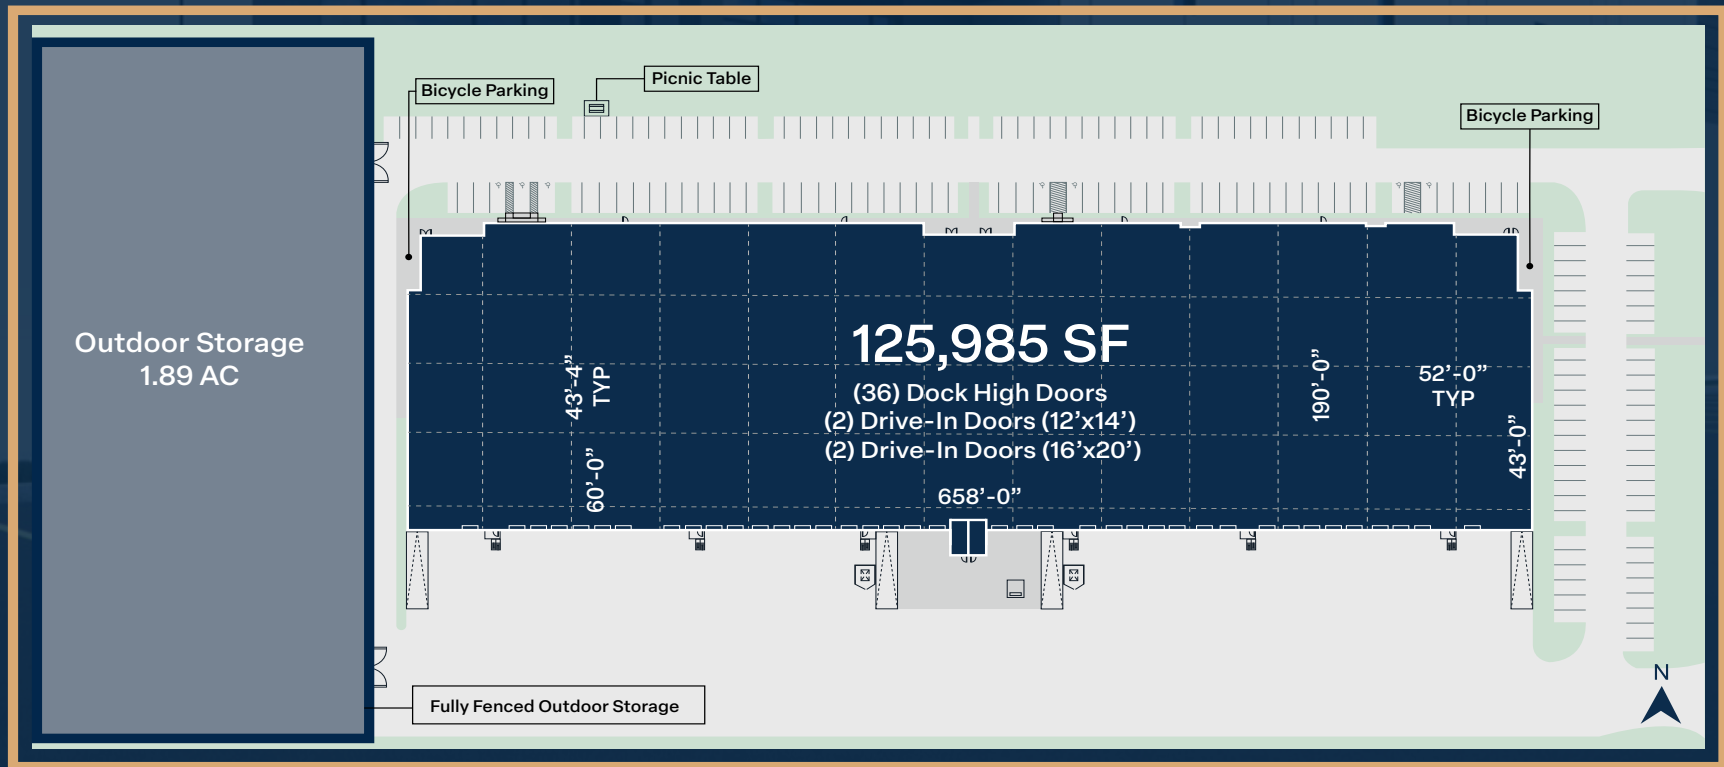 Bicycle Parking
Picnic Table
Bicycle Parking
Outdoor Storage
1.89 AC
125,985 SF
(36) Dock High Doors
(2) Drive-In Doors (12’x14’)
(2) Drive-In Doors (16’x20’)
658’-0”
43’-4”
TYP
60’-0”
190’-0”
52’-0”
TYP
43’-0”
Fully Fenced Outdoor Storage
N